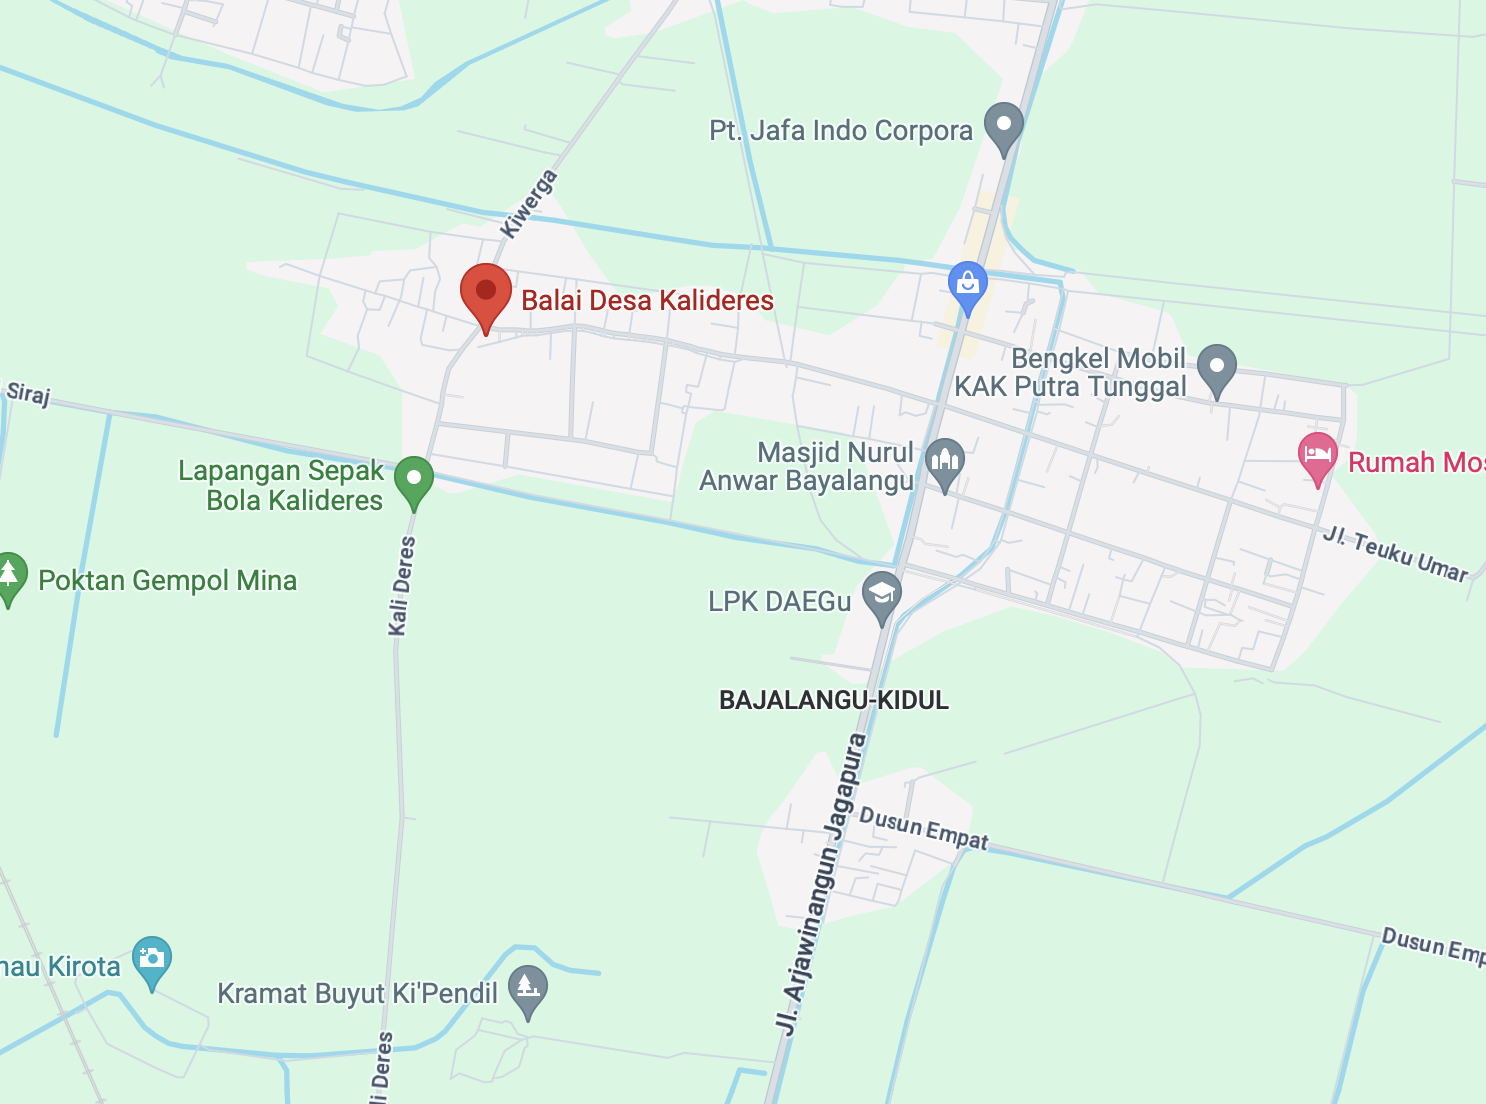 Pt. Jafa Indo Corpora
Kiwerga
Balai Desa Kalideres
Bengkel Mobil
KAK Putra Tunggal
Siraj
Masjid Nurul
Anwar Bayalangu
Rumah Mos
Lapangan Sepak
Bola Kalideres
Jl. Teuku Umar
Kali Deres
Poktan Gempol Mina
LPK DAEGu
BAJALANGU-KIDUL
Jl. Arjawinangun Jagapura
Dusun Empat
Dusun Emp
nau Kirota
Kramat Buyut Ki'Pendil
li Deres